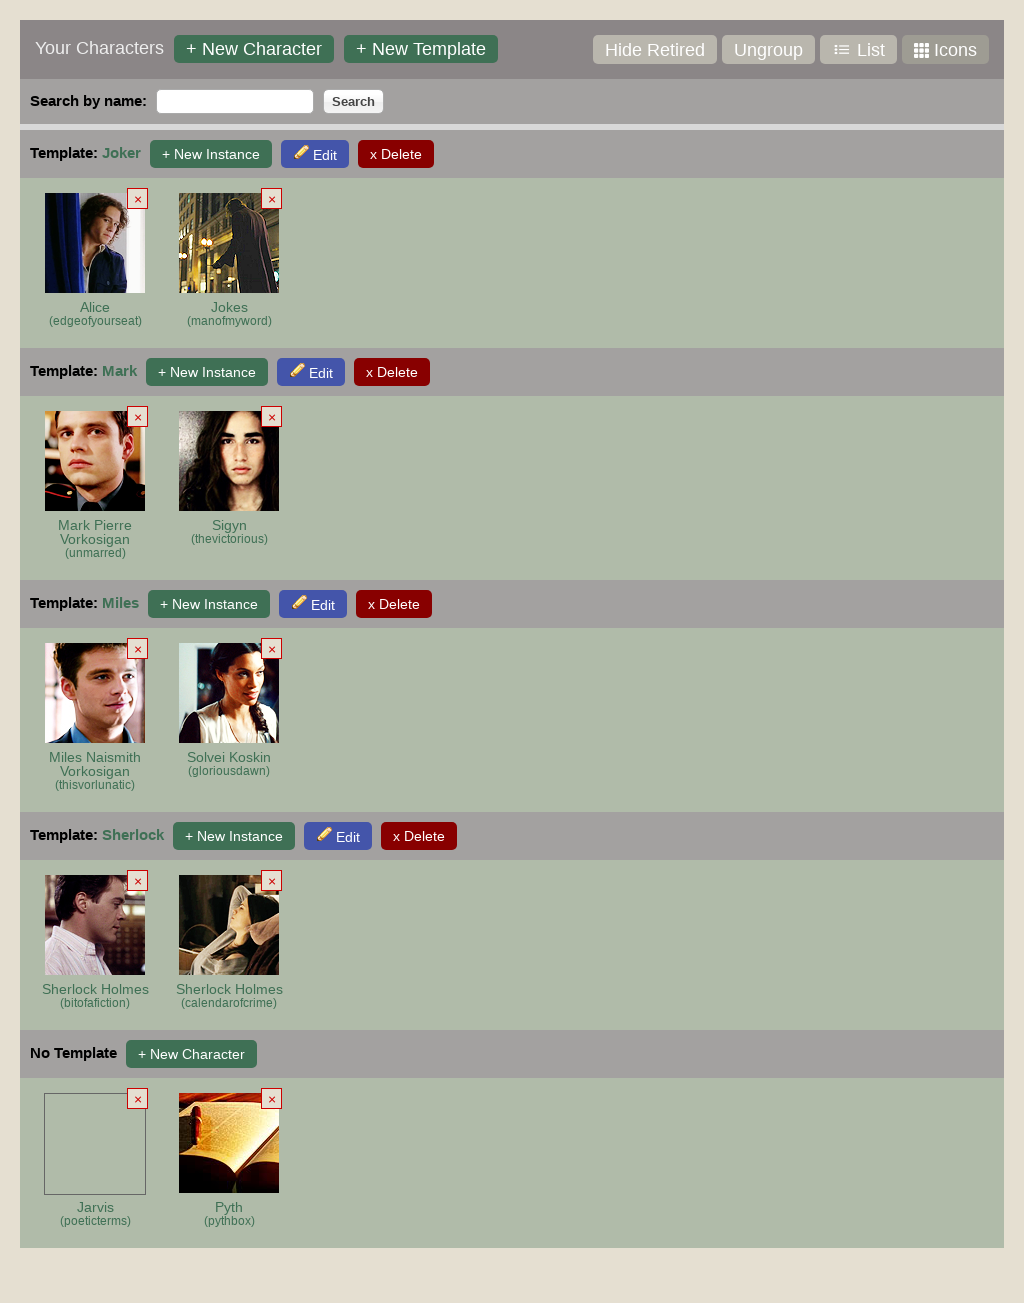 Your Characters + New Character + New Template Hide Retired Ungroup List Icons
Search by name: Search
Template: Joker + New Instance Edit x Delete
× ×
Alice Jokes
(edgeofyourseat) (manofmyword)
Template: Mark + New Instance Edit x Delete
× ×
Mark Pierre Sigyn
Vorkosigan (thevictorious)
(unmarred)
Template: Miles + New Instance Edit x Delete
× ×
Miles Naismith Solvei Koskin
Vorkosigan (gloriousdawn)
(thisvorlunatic)
Template: Sherlock + New Instance Edit x Delete
× ×
Sherlock Holmes Sherlock Holmes
(bitofafiction) (calendarofcrime)
No Template + New Character
× ×
Jarvis Pyth
(poeticterms) (pythbox)